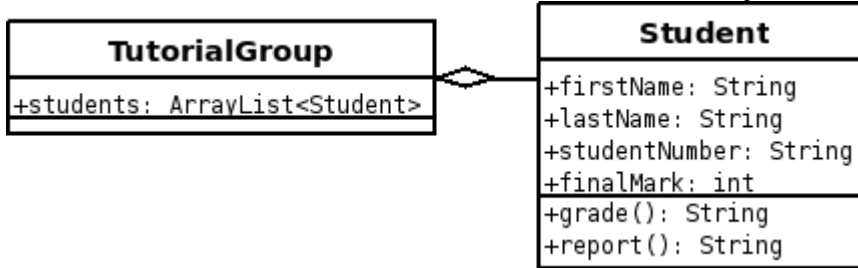 TutorialGroup
+students: ArrayList<Student>
Student
+firstName: String
+lastName: String
+studentNumber: String
+finalMark: int
+grade(): String
+report(): String